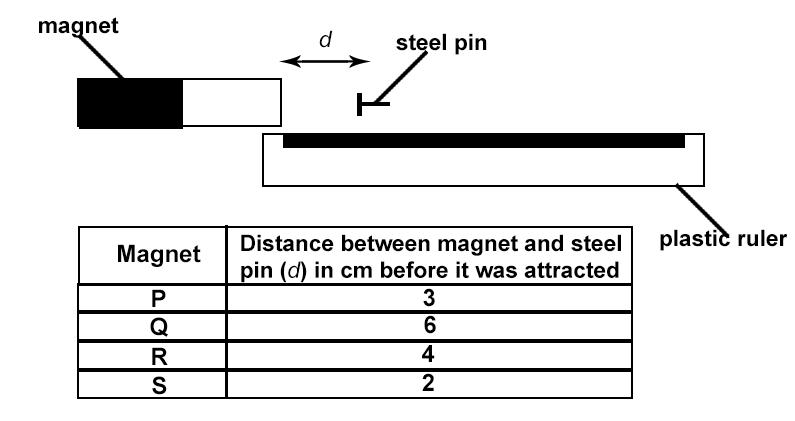 magnet
d
steel pin
plastic ruler
Magnet
Distance between magnet and steel
pin (d) in cm before it was attracted
P 3
Q 6
R 4
S 2